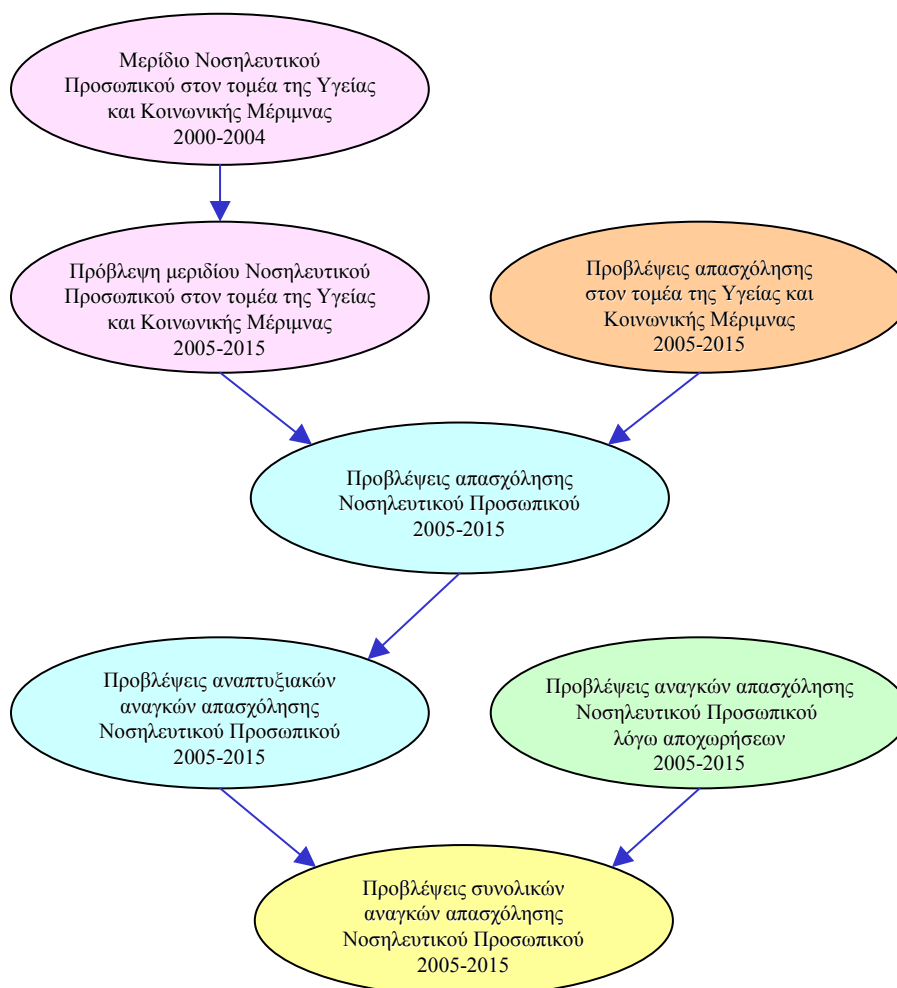 Μερίδιο Νοσηλευτικού
Προσωπικού στον τομέα της Υγείας
και Κοινωνικής Μέριμνας
2000-2004
Πρόβλεψη μεριδίου Νοσηλευτικού
Προσωπικού στον τομέα της Υγείας
και Κοινωνικής Μέριμνας
2005-2015
Προβλέψεις απασχόλησης
στον τομέα της Υγείας και
Κοινωνικής Μέριμνας
2005-2015
Προβλέψεις απασχόλησης
Νοσηλευτικού Προσωπικού
2005-2015
Προβλέψεις αναπτυξιακών
αναγκών απασχόλησης
Νοσηλευτικού Προσωπικού
2005-2015
Προβλέψεις αναγκών απασχόλησης
Νοσηλευτικού Προσωπικού
λόγω αποχωρήσεων
2005-2015
Προβλέψεις συνολικών
αναγκών απασχόλησης
Νοσηλευτικού Προσωπικού
2005-2015